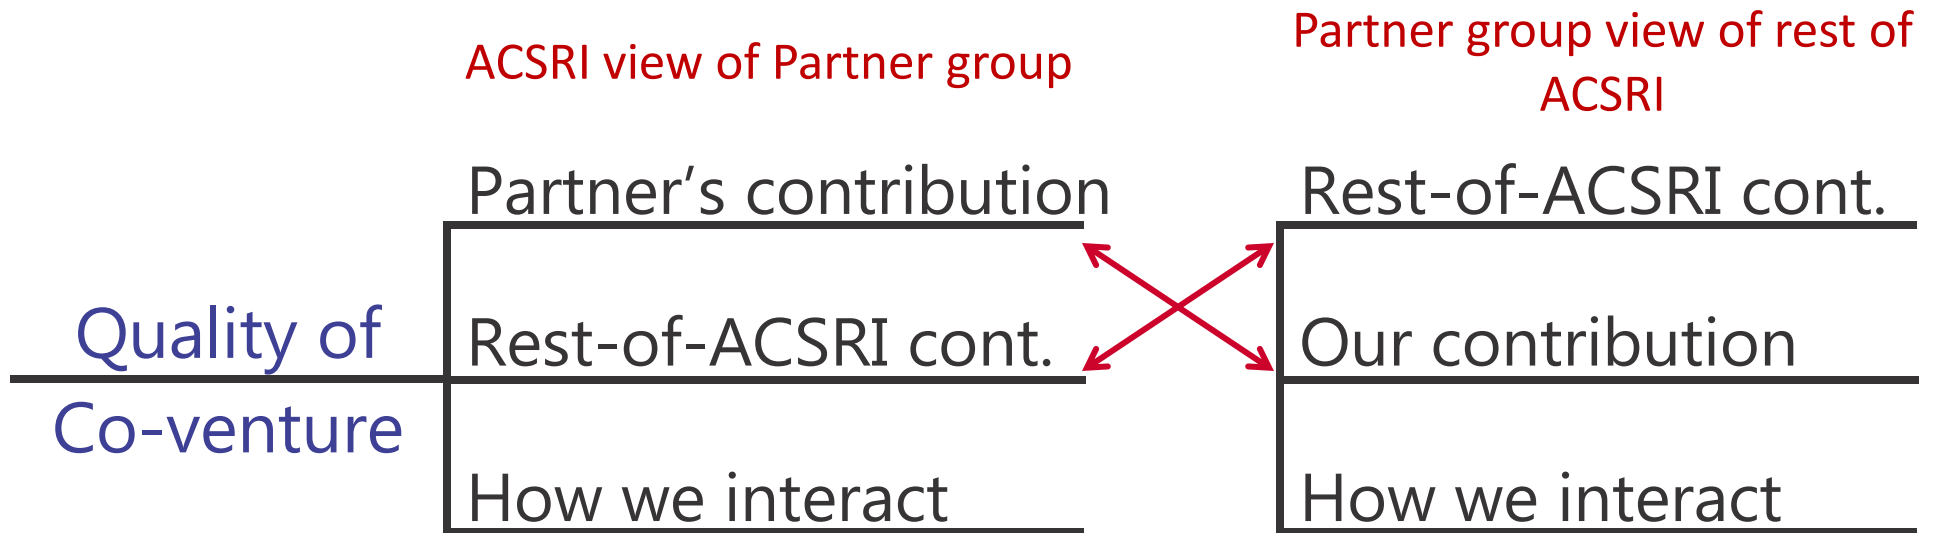 ACSRI view of Partner group
Partner group view of rest of
ACSRI
Partner’s contribution
Rest-of-ACSRI cont.
Quality of
Co-venture
Rest-of-ACSRI cont.
Our contribution
How we interact
How we interact